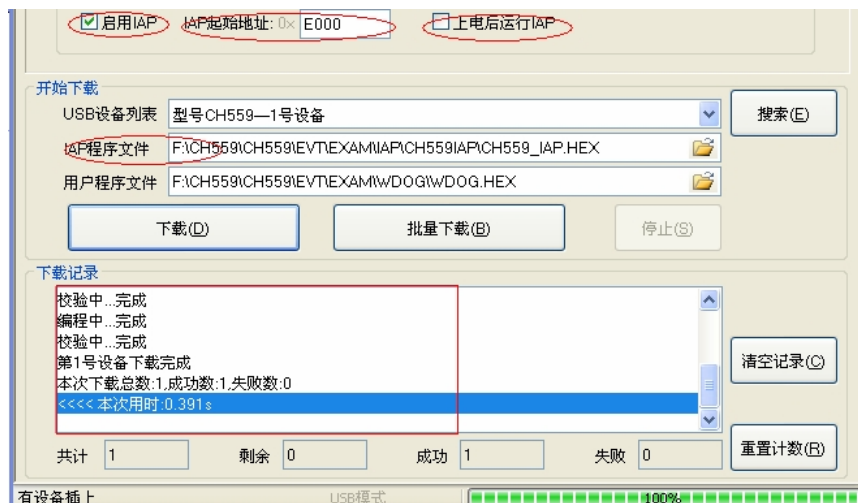 启用IAP IAP起始地址: 0x E000 上电后运行IAP
开始下载
USB设备列表 型号CH559—1号设备 搜索(E)
IAP程序文件 F:\CH559\CH559\EVT\EXAM\IAP\CH559IAP\CH559_IAP.HEX
用户程序文件 F:\CH559\CH559\EVT\EXAM\WDOG\WDOG.HEX
下载(D) 批量下载(B) 停止(S)
下载记录
校验中...完成
编程中...完成
校验中...完成
第1号设备下载完成
本次下载总数:1,成功数:1,失败数:0
<<<< 本次用时:0.391s
清空记录(C)
共计 1 剩余 0 成功 1 失败 0 重置计数(R)
有设备插上 USB模式 100%